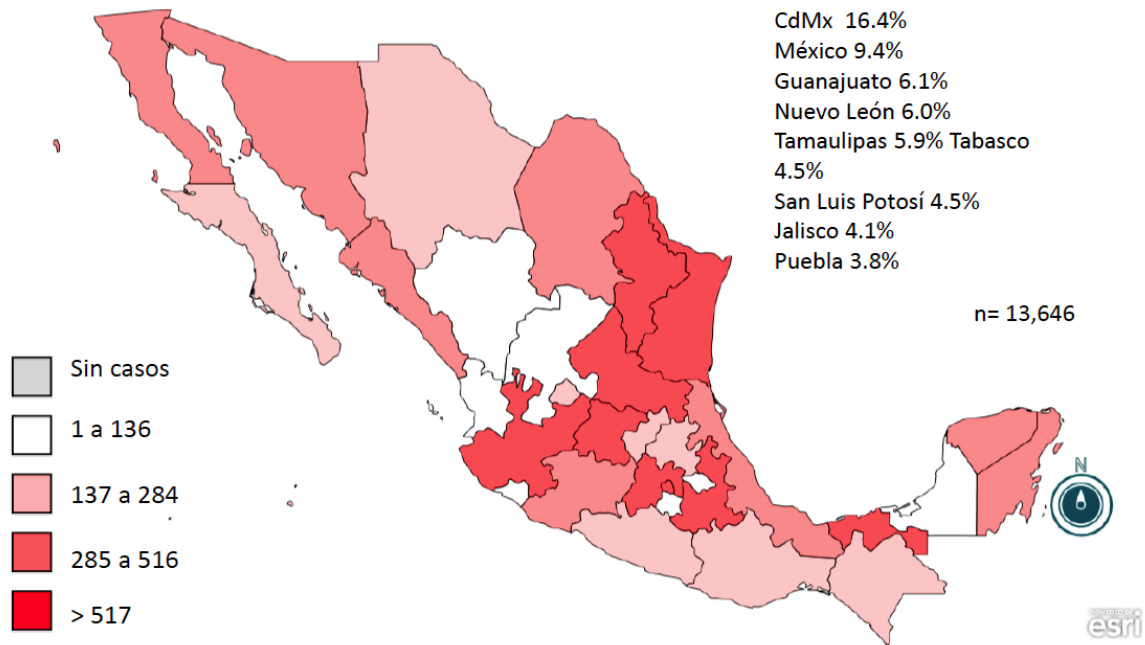 CdMx 16.4%
México 9.4%
Guanajuato 6.1%
Nuevo León 6.0%
Tamaulipas 5.9% Tabasco
4.5%
San Luis Potosí 4.5%
Jalisco 4.1%
Puebla 3.8%
n= 13,646
Sin casos
1 a 136
137 a 284
285 a 516
> 517
N
esri